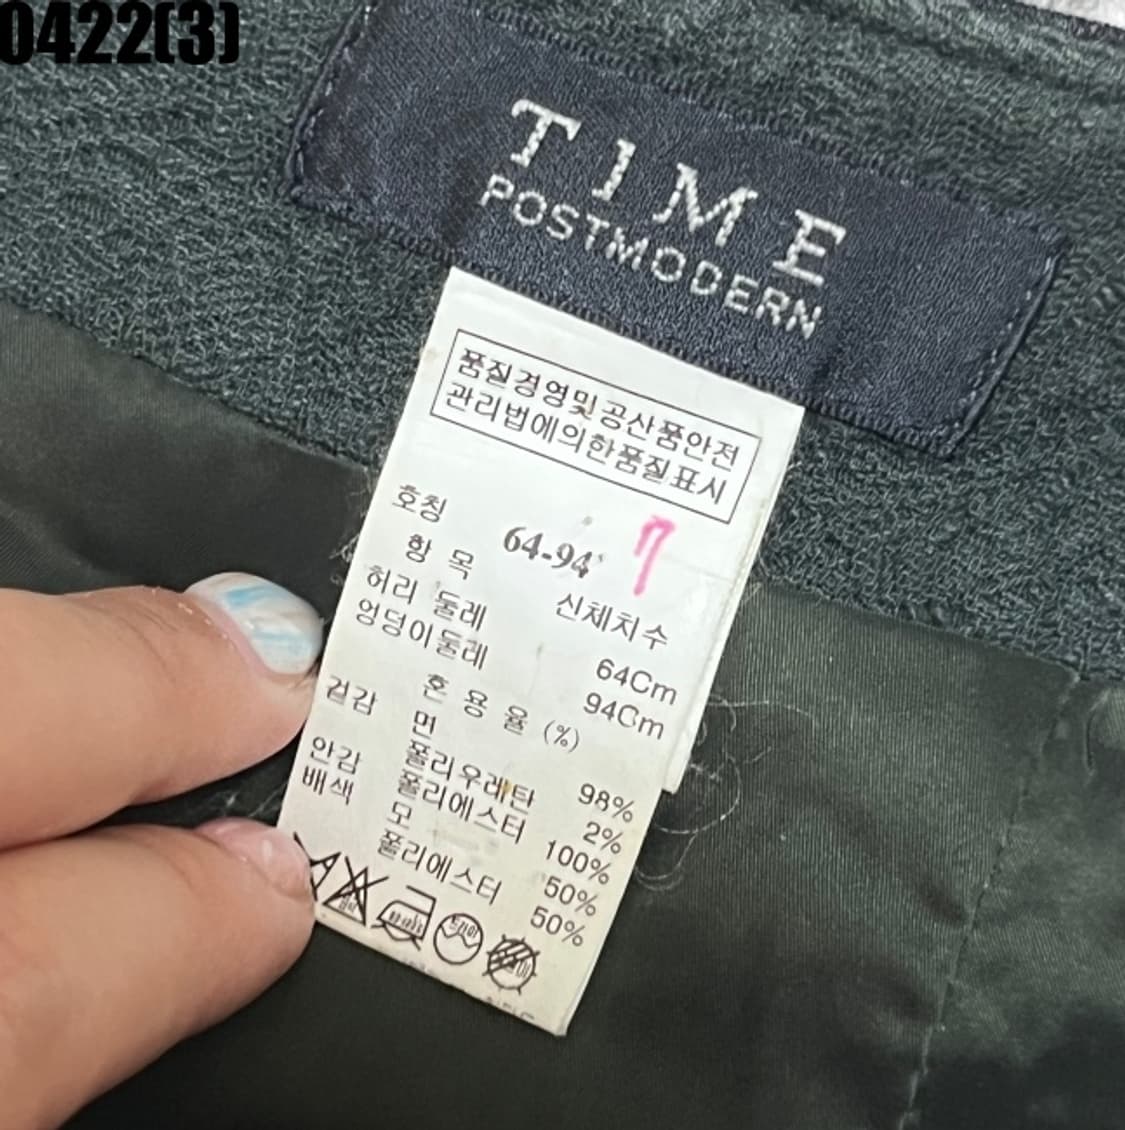 0422(3)
TIME
POSTMODERN
품질경영및공산품안전
관리법에의한품질표시
호칭 64-94 7
항 목 신체치수
허리 둘레 64Cm
엉덩이둘레 94Cm
혼 용 율 (%)
겉감 면 98%
폴리우레탄 2%
안감 폴리에스터 100%
배색 모 50%
폴리에스터 50%